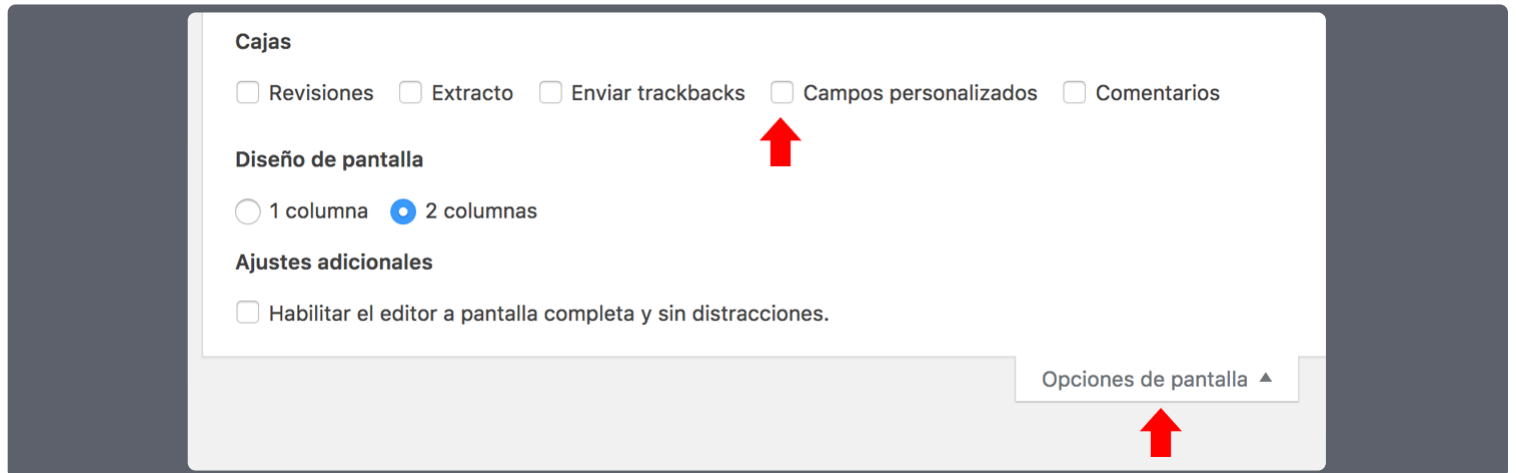 Cajas
Revisiones Extracto Enviar trackbacks Campos personalizados Comentarios
Diseño de pantalla
1 columna 2 columnas
Ajustes adicionales
Habilitar el editor a pantalla completa y sin distracciones.
Opciones de pantalla